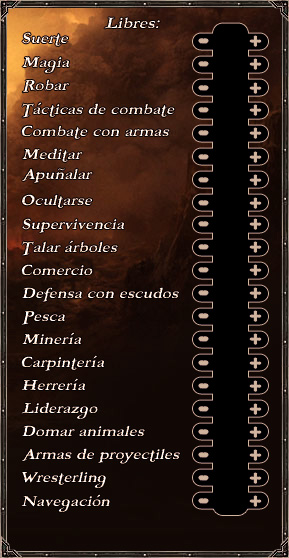 Libres:
Suerte
Magia
Robar
Tácticas de combate
Combate con armas
Meditar
Apuñalar
Ocultarse
Supervivencia
Talar árboles
Comercio
Defensa con escudos
Pesca
Minería
Carpintería
Herrería
Liderazgo
Domar animales
Armas de proyectiles
Wresterling
Navegación